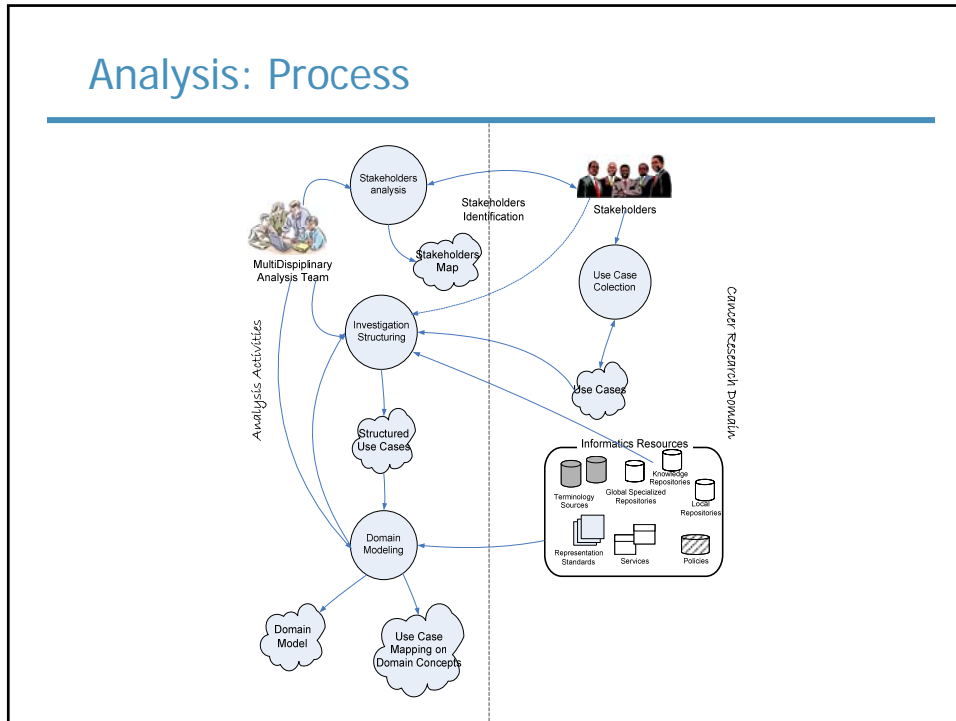 Analysis: Process
Stakeholders
analysis
Stakeholders
Identification
Stakeholders
MultiDispiplinary
Analysis Team
Stakeholders
Map
Use Case
Colection
Investigation
Structuring
Analysis Activities
Cancer Research Domain
Use Cases
Structured
Use Cases
Informatics Resources
Knowledge
Repositories
Terminology
Sources
Global Specialized
Repositories
Local
Repositories
Domain
Modeling
Representation
Standards
Services
Policies
Domain
Model
Use Case
Mapping on
Domain Concepts